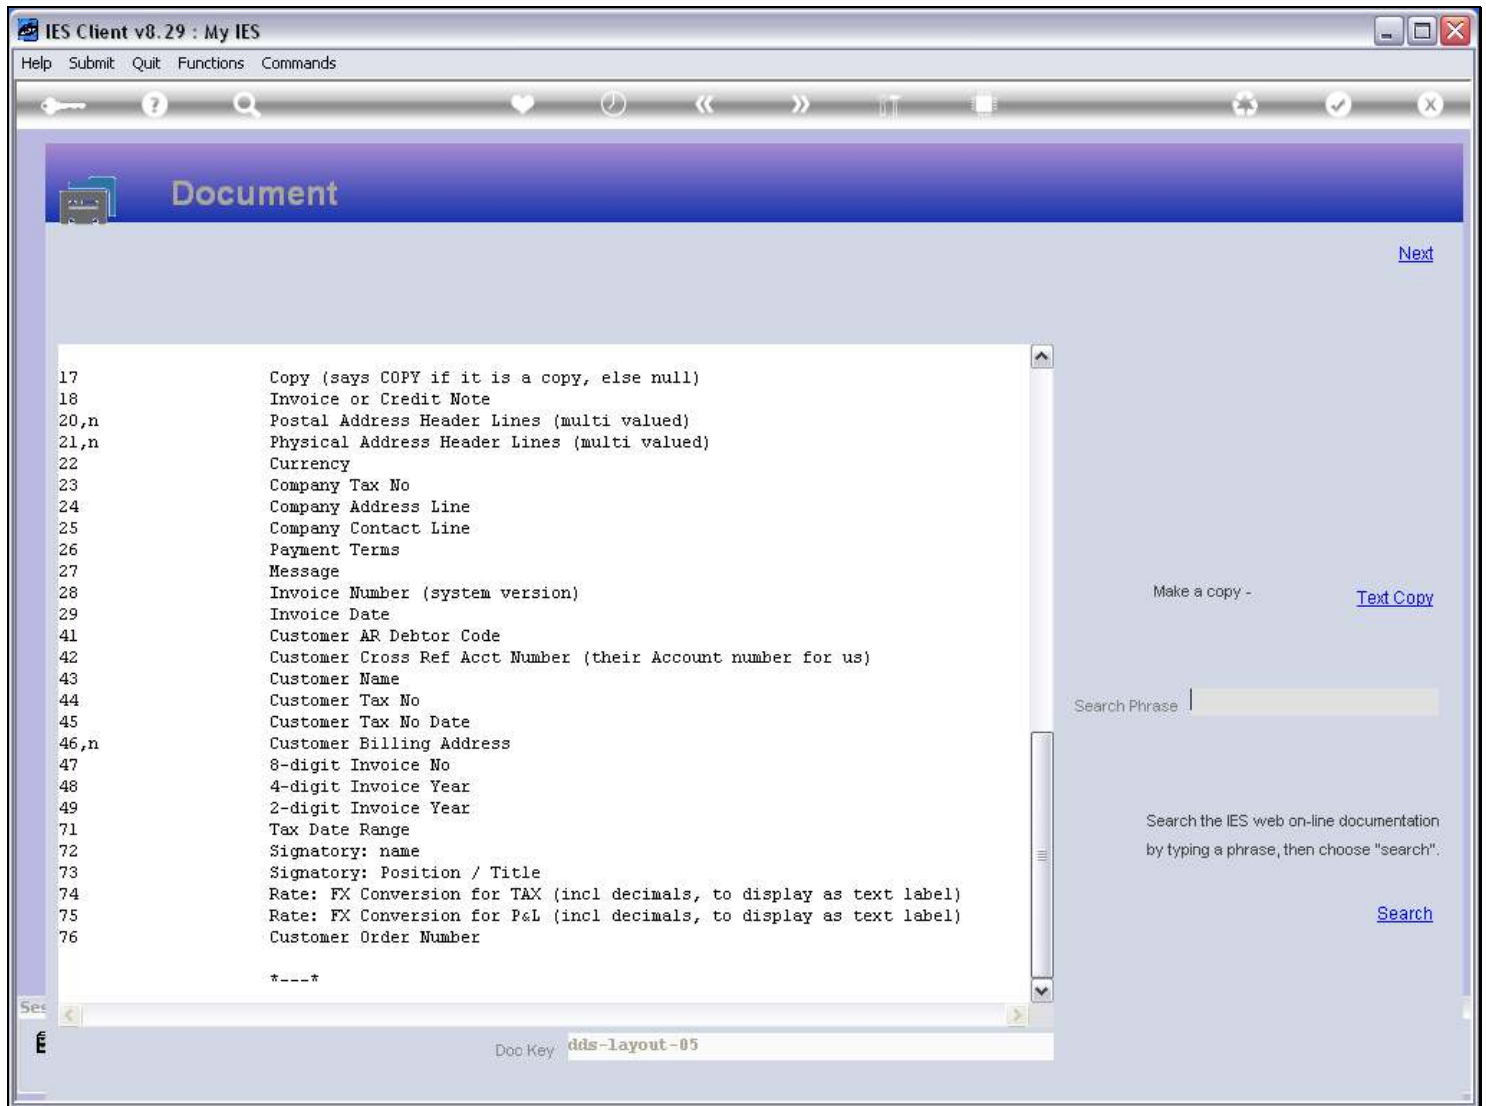 IES Client v8.29 : My IES
Help Submit Quit Functions Commands
Document
Next
17 Copy (says COPY if it is a copy, else null)
18 Invoice or Credit Note
20,n Postal Address Header Lines (multi valued)
21,n Physical Address Header Lines (multi valued)
22 Currency
23 Company Tax No
24 Company Address Line
25 Company Contact Line
26 Payment Terms
27 Message
28 Invoice Number (system version)
29 Invoice Date
41 Customer AR Debtor Code
42 Customer Cross Ref Acct Number (their Account number for us)
43 Customer Name
44 Customer Tax No
45 Customer Tax No Date
46,n Customer Billing Address
47 8-digit Invoice No
48 4-digit Invoice Year
49 2-digit Invoice Year
71 Tax Date Range
72 Signatory: name
73 Signatory: Position / Title
74 Rate: FX Conversion for TAX (incl decimals, to display as text label)
75 Rate: FX Conversion for P&L (incl decimals, to display as text label)
76 Customer Order Number
*---*
Make a copy - Text Copy
Search Phrase
Search the IES web on-line documentation
by typing a phrase, then choose "search".
Search
Doc Key dds-layout-05